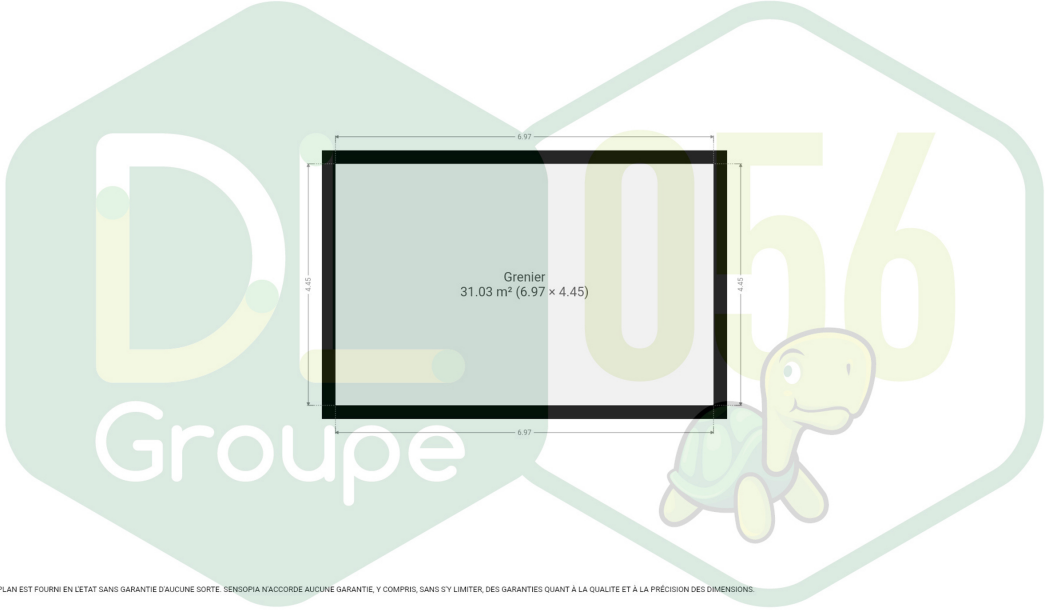 6.97
4.45
Grenier
31.03 m² (6.97 × 4.45)
4.45
6.97
DL
056
Groupe
PLAN EST FOURNI EN L'ETAT SANS GARANTIE D'AUCUNE SORTE. SENSOPIA N'ACCORDE AUCUNE GARANTIE, Y COMPRIS, SANS S'Y LIMITER, DES GARANTIES QUANT À LA QUALITE ET À LA PRÉCISION DES DIMENSIONS.